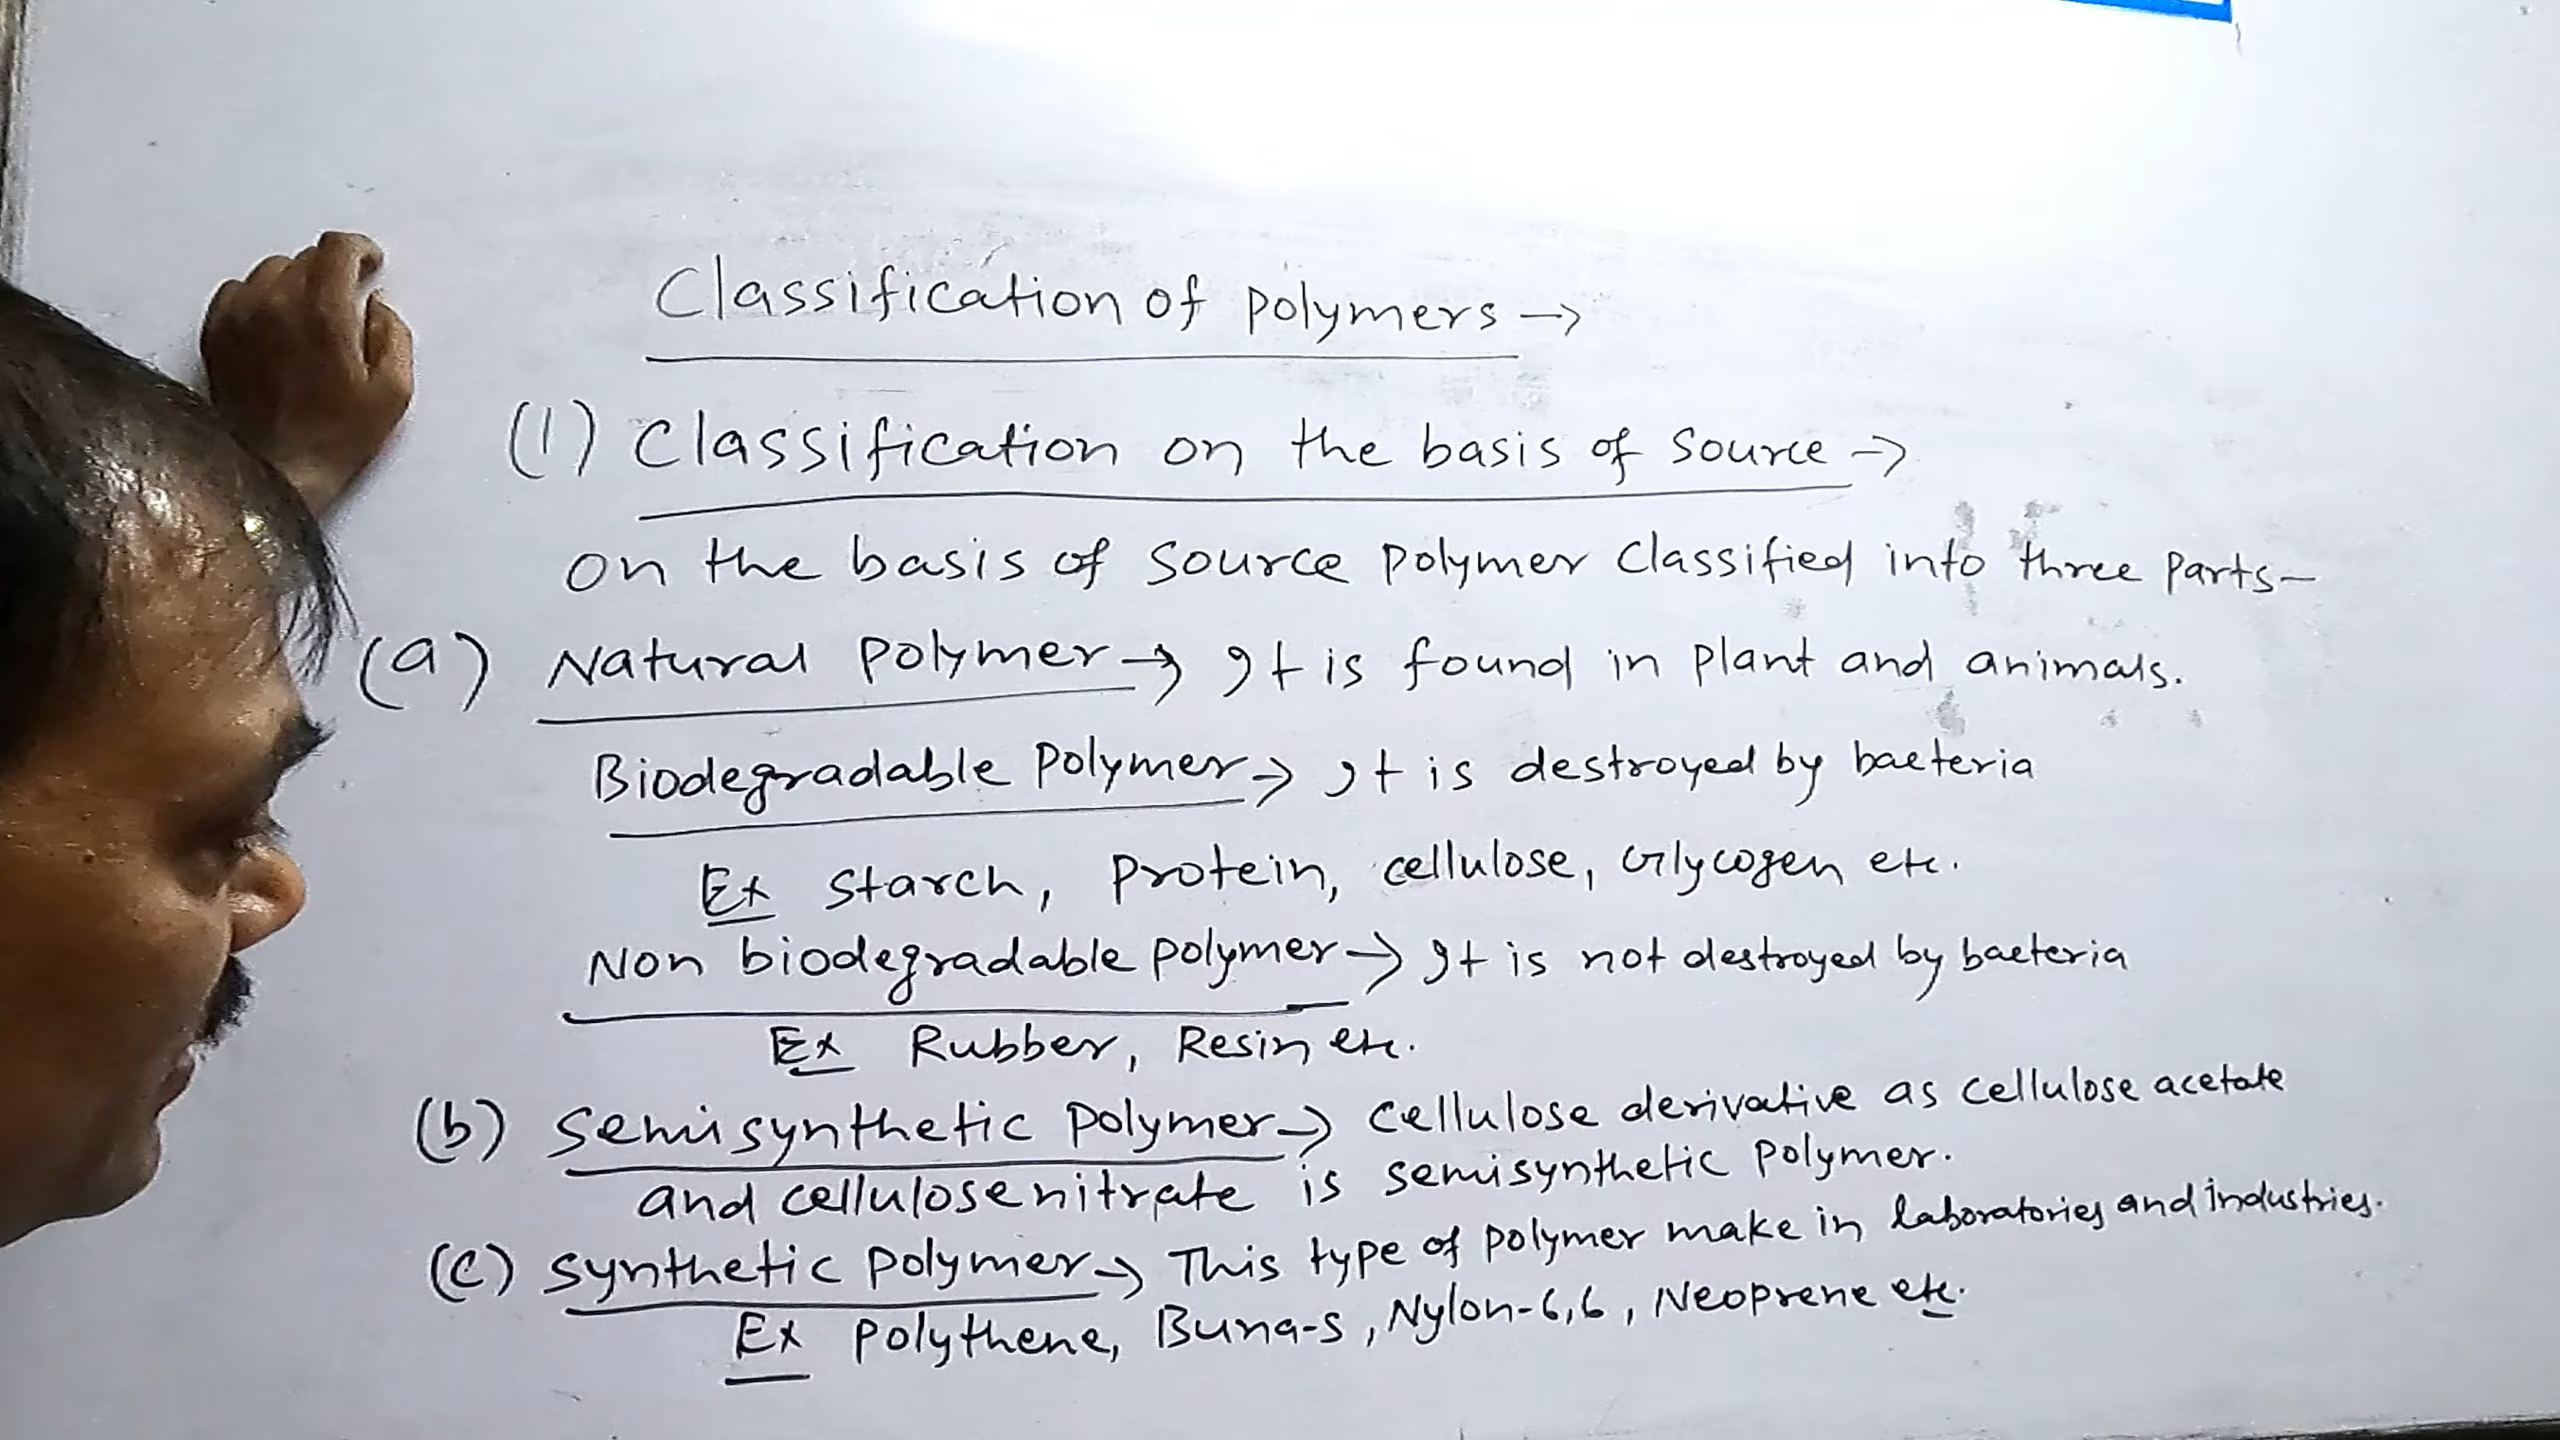 Classification of polymers →
(1) Classification on the basis of source →
on the basis of source polymer classified into three parts-
(a) Natural polymer → It is found in plant and animals.
Biodegradable polymer → It is destroyed by bacteria
Ex Starch, Protein, cellulose, Glycogen etc.
Non biodegradable polymer → It is not destroyed by bacteria
Ex Rubber, Resin etc.
(b) Semisynthetic polymer → cellulose derivative as cellulose acetate
and cellulose nitrate is semisynthetic polymer.
(c) Synthetic polymer → This type of polymer make in laboratories and industries.
Ex polythene, Buna-S, Nylon-6,6, Neoprene etc.